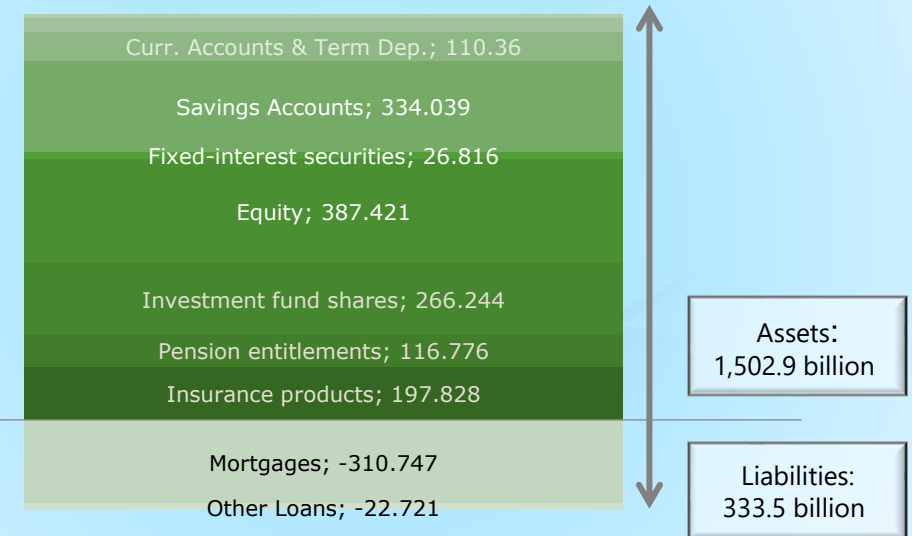 Curr. Accounts & Term Dep.; 110.36
Savings Accounts; 334.039
Fixed-interest securities; 26.816
Equity; 387.421
Investment fund shares; 266.244
Pension entitlements; 116.776
Insurance products; 197.828
Mortgages; -310.747
Other Loans; -22.721
Assets:
1,502.9 billion
Liabilities:
333.5 billion